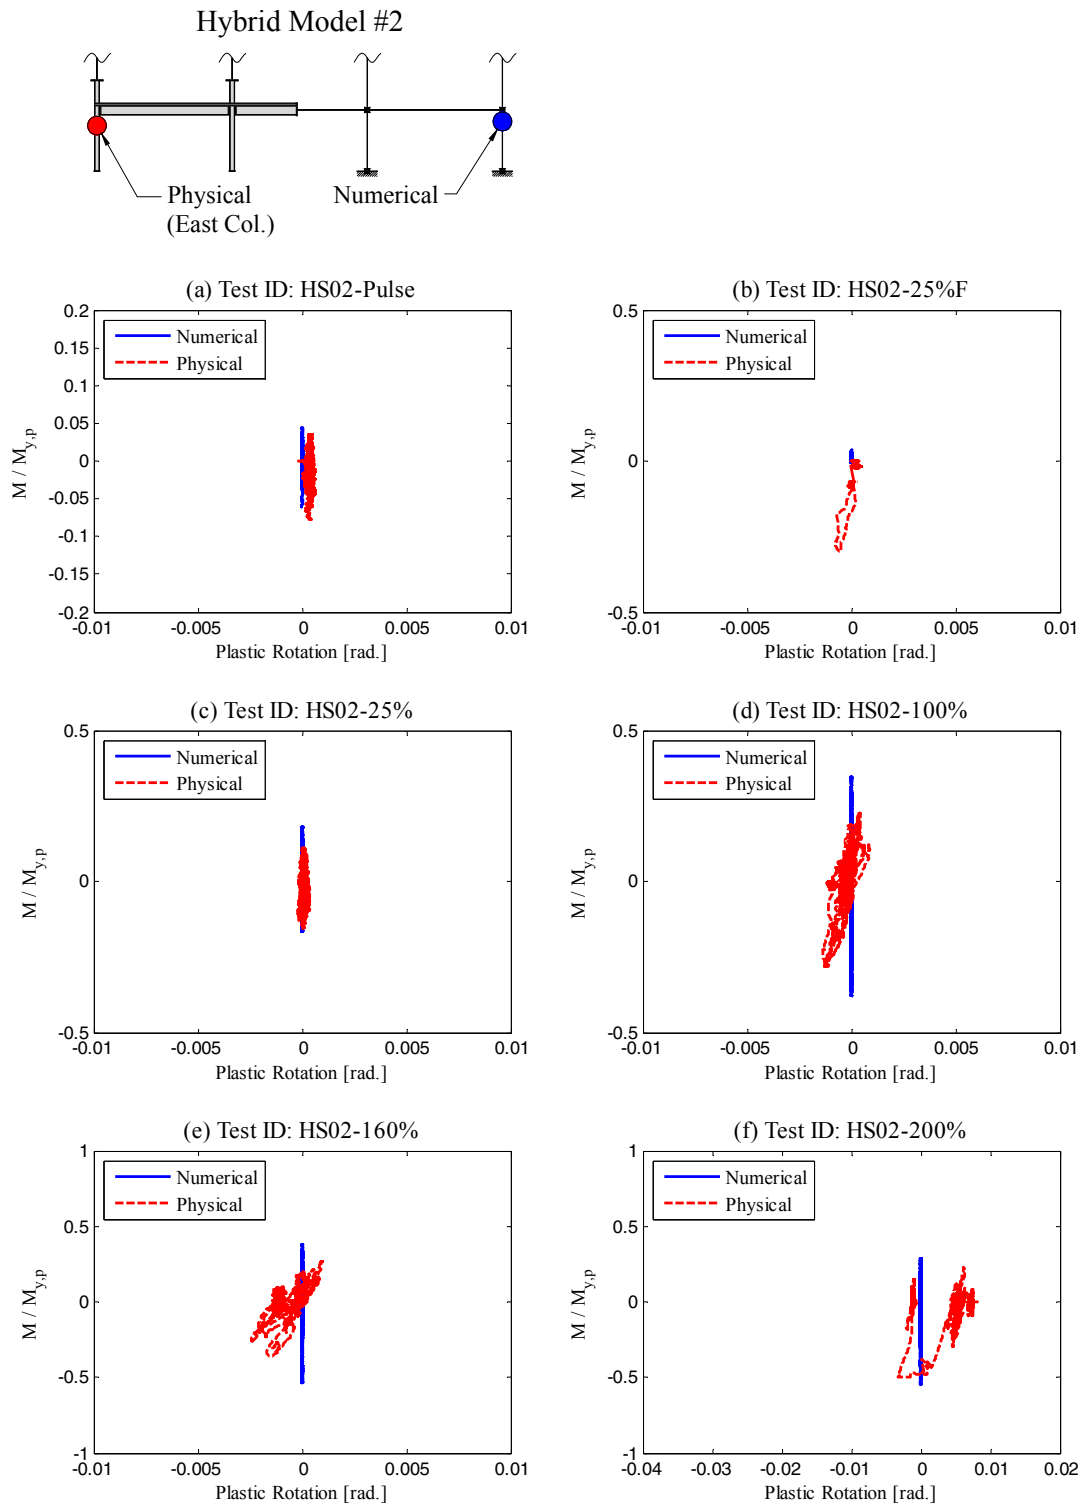 Hybrid Model #2
Physical
(East Col.)
Numerical
(a) Test ID: HS02-Pulse
Numerical
Physical
0.2
0.15
0.1
0.05
0
-0.05
-0.1
-0.15
-0.2
M / My,p
-0.01 -0.005 0 0.005 0.01
Plastic Rotation [rad.]
(b) Test ID: HS02-25%F
Numerical
Physical
0.5
0
-0.5
M / My,p
-0.01 -0.005 0 0.005 0.01
Plastic Rotation [rad.]
(c) Test ID: HS02-25%
Numerical
Physical
0.5
0
-0.5
M / My,p
-0.01 -0.005 0 0.005 0.01
Plastic Rotation [rad.]
(d) Test ID: HS02-100%
Numerical
Physical
0.5
0
-0.5
M / My,p
-0.01 -0.005 0 0.005 0.01
Plastic Rotation [rad.]
(e) Test ID: HS02-160%
Numerical
Physical
1
0.5
0
-0.5
-1
M / My,p
-0.01 -0.005 0 0.005 0.01
Plastic Rotation [rad.]
(f) Test ID: HS02-200%
Numerical
Physical
1
0.5
0
-0.5
-1
M / My,p
-0.04 -0.03 -0.02 -0.01 0 0.01 0.02
Plastic Rotation [rad.]